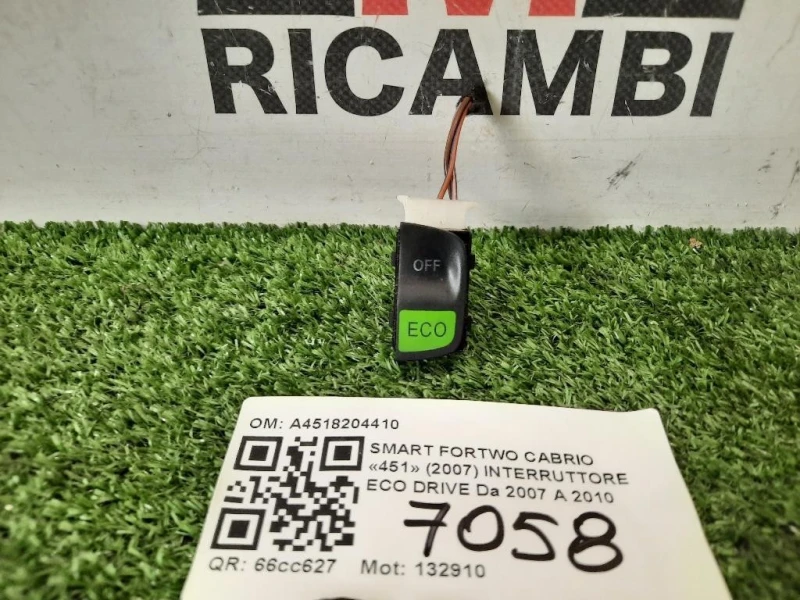 RICAMBI
OFF
ECO
OM: A4518204410
SMART FORTWO CABRIO
«451» (2007) INTERRUTTORE
ECO DRIVE Da 2007 A 2010
7058
QR: 66cc627 Mot: 132910